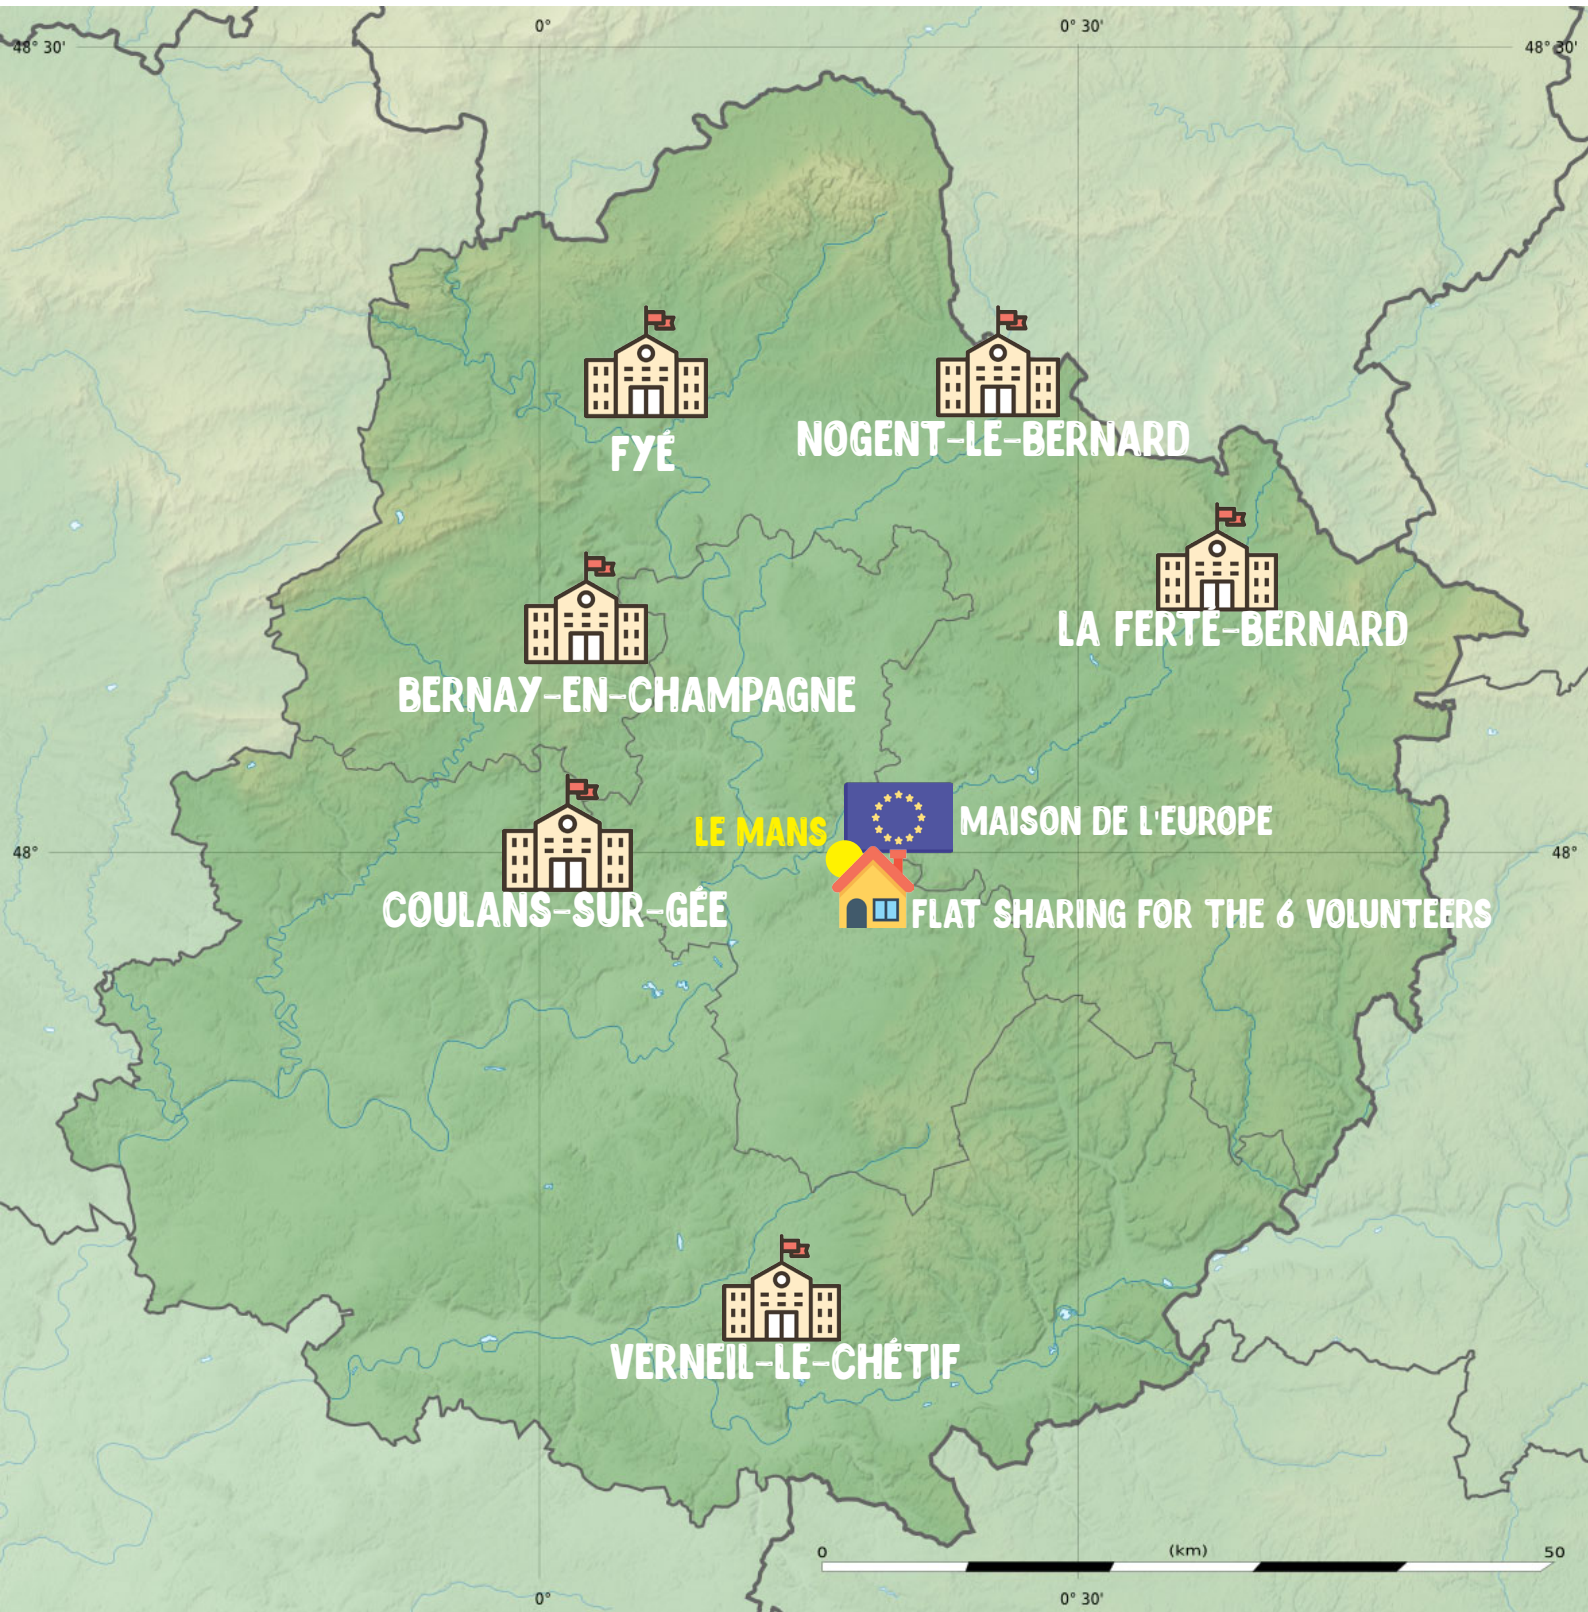 0°
0° 30'
48° 30'
48° 30'
FYÉ
NOGENT-LE-BERNARD
LA FERTÉ-BERNARD
BERNAY-EN-CHAMPAGNE
LE MANS
MAISON DE L'EUROPE
48°
48°
COULANS-SUR-GÉE
FLAT SHARING FOR THE 6 VOLUNTEERS
VERNEIL-LE-CHÉTIF
0
(km)
50
0°
0° 30'